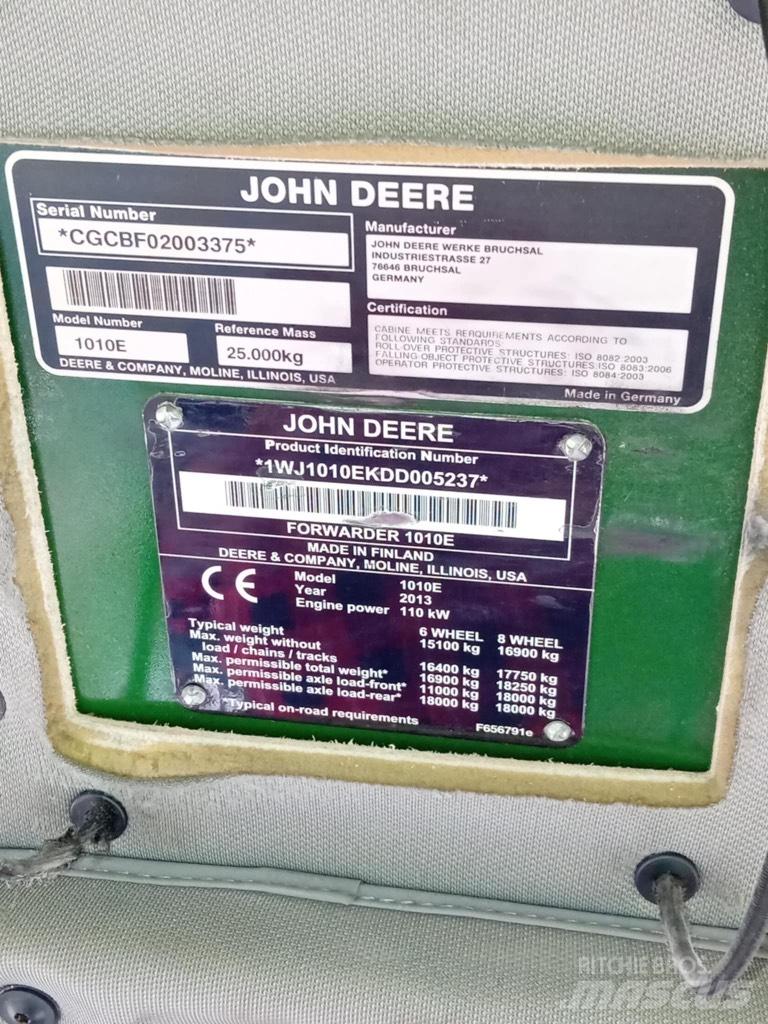 JOHN DEERE
Serial Number
*CGCBF02003375*
Model Number
1010E
Reference Mass
25.000kg
DEERE & COMPANY, MOLINE, ILLINOIS, USA
Manufacturer
JOHN DEERE WERKE BRUCHSAL
INDUSTRIESTRASSE 27
76646 BRUCHSAL
GERMANY
Certification
CABINE MEETS RERQUIREMENTS ACCORDING TO
FOLLOWING STANDARDS
ROLL-OVER PROTECTIVE STRUCTURES: ISO 8082:2003
FALLING OBJECT PROTECTIVE STRUCTURES:ISO 8083:2006
OPERATOR PROTECTIVE STRUCTURES: ISO 8084:2003
Made in Germany
JOHN DEERE
Product Identification Number
*1WJ1010EKDD005237*
FORWARDER 1010E
MADE IN FINLAND
DEERE & COMPANY, MOLINE, ILLINOIS, USA
CE
Model 1010E
Year 2013
Engine power 110 kW
6 WHEEL 8 WHEEL
Typical weight 15100 kg 16900 kg
Max. weight without
load / chains / tracks 16400 kg 17750 kg
Max. permissible total weight* 16900 kg 18250 kg
Max. permissible axle load-front* 11000 kg 18000 kg
Max. permissible axle load-rear* 18000 kg 18000 kg
*Typical on-road requirements
F656791e
RITCHIE BROS.
mascus